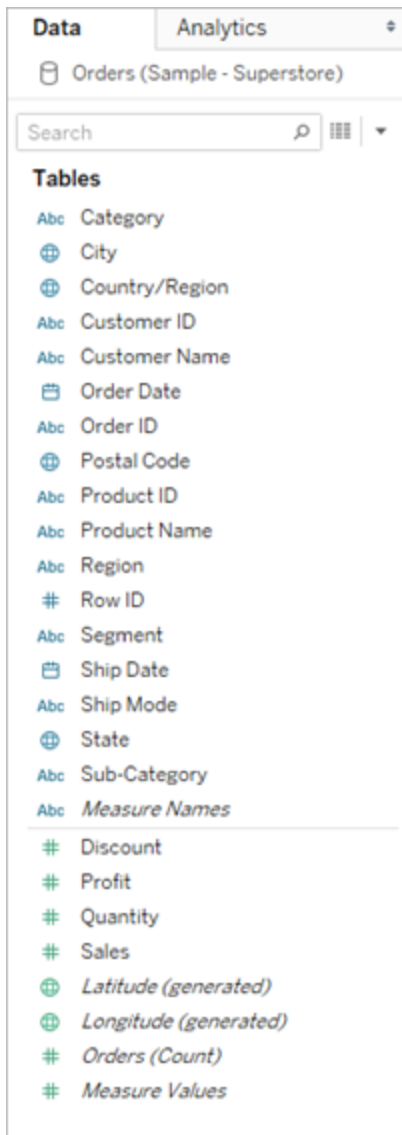 Data Analytics
Orders (Sample - Superstore)
Search
Tables
Abc Category
City
Country/Region
Abc Customer ID
Abc Customer Name
Order Date
Abc Order ID
Postal Code
Abc Product ID
Abc Product Name
Abc Region
# Row ID
Abc Segment
Ship Date
Abc Ship Mode
State
Abc Sub-Category
Abc Measure Names
# Discount
# Profit
# Quantity
# Sales
Latitude (generated)
Longitude (generated)
# Orders (Count)
# Measure Values